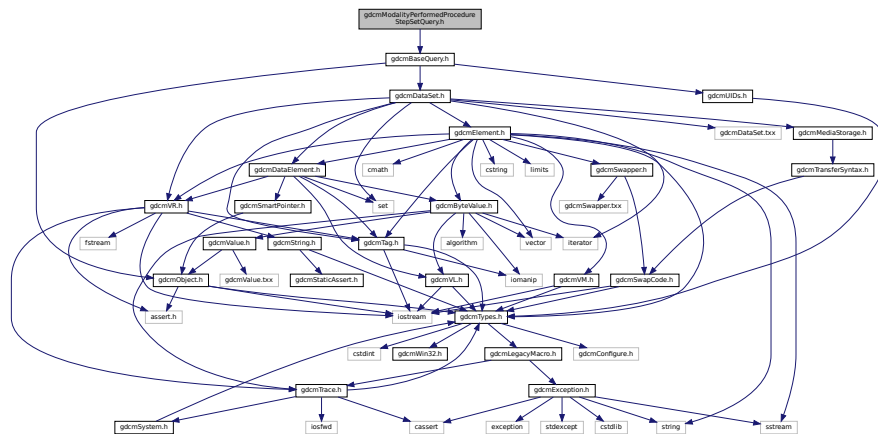 gdcmModalityPerformedProcedure
StepSetQuery.h
gdcmBaseQuery.h
gdcmDataSet.h
gdcmUIDs.h
gdcmElement.h
gdcmDataSet.txx
gdcmMediaStorage.h
gdcmDataElement.h
cmath
cstring
limits
gdcmSwapper.h
gdcmTransferSyntax.h
gdcmVR.h
gdcmSmartPointer.h
set
gdcmByteValue.h
gdcmSwapper.txx
fstream
gdcmValue.h
gdcmString.h
gdcmTag.h
algorithm
vector
iterator
gdcmObject.h
gdcmValue.txx
gdcmStaticAssert.h
gdcmVL.h
iomanip
gdcmVM.h
gdcmSwapCode.h
assert.h
iostream
gdcmTypes.h
cstdint
gdcmWin32.h
gdcmLegacyMacro.h
gdcmConfigure.h
gdcmTrace.h
gdcmException.h
gdcmSystem.h
iosfwd
cassert
exception
stdexcept
cstdlib
string
sstream